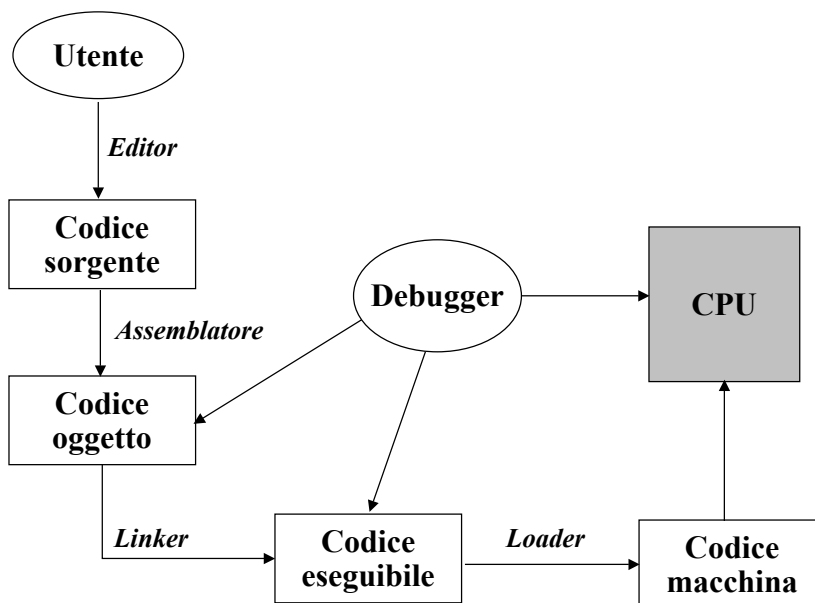 Utente
Editor
Codice
sorgente
Debugger
CPU
Assemblatore
Codice
oggetto
Linker
Codice
eseguibile
Loader
Codice
macchina